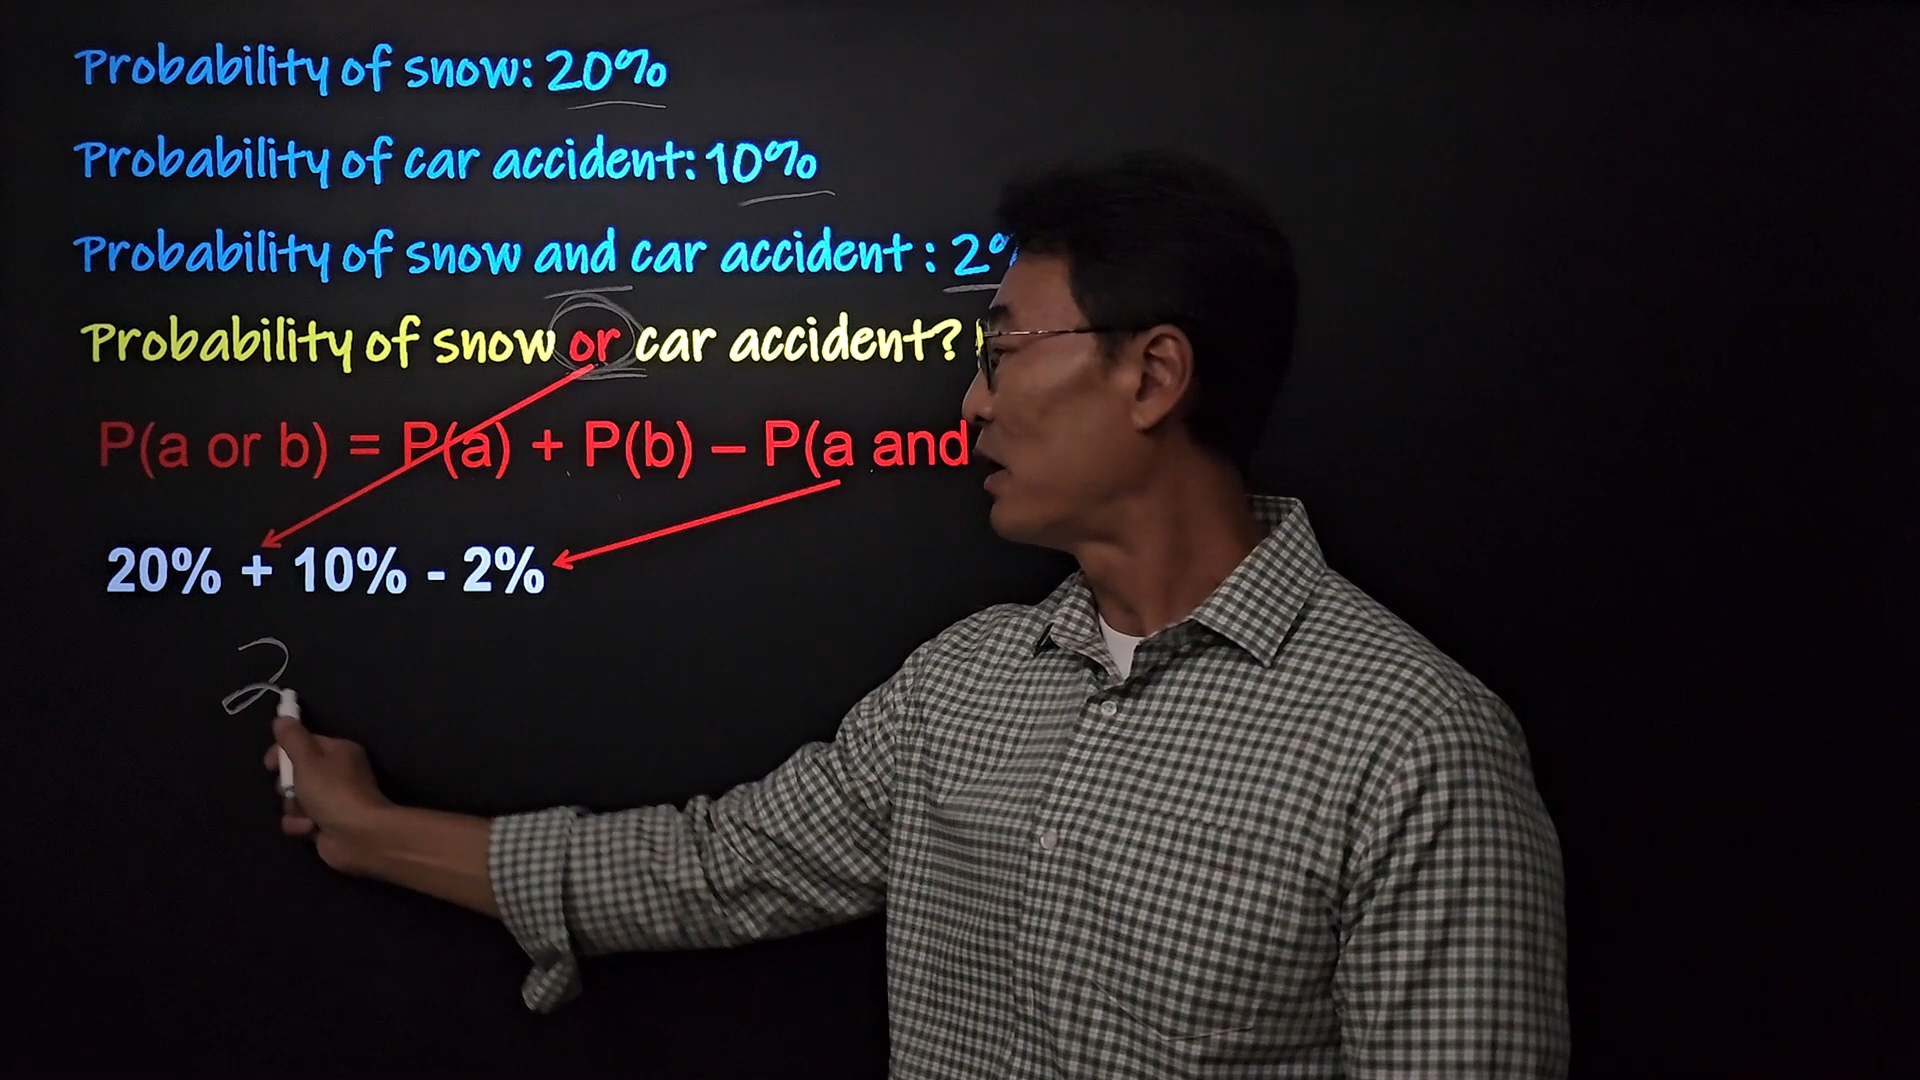 Probability of snow: 20%
Probability of car accident: 10%
Probability of snow and car accident : 2%
Probability of snow or car accident?
P(a or b) = P(a) + P(b) – P(a and
20% + 10% - 2%
2